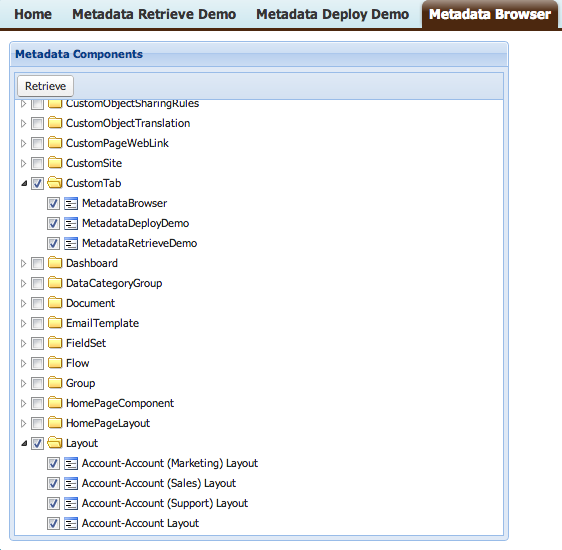 Home Metadata Retrieve Demo Metadata Deploy Demo Metadata Browser
Metadata Components
Retrieve
CustomObjectSharingRules
CustomObjectTranslation
CustomPageWebLink
CustomSite
CustomTab
MetadataBrowser
MetadataDeployDemo
MetadataRetrieveDemo
Dashboard
DataCategoryGroup
Document
EmailTemplate
FieldSet
Flow
Group
HomePageComponent
HomePageLayout
Layout
Account-Account (Marketing) Layout
Account-Account (Sales) Layout
Account-Account (Support) Layout
Account-Account Layout